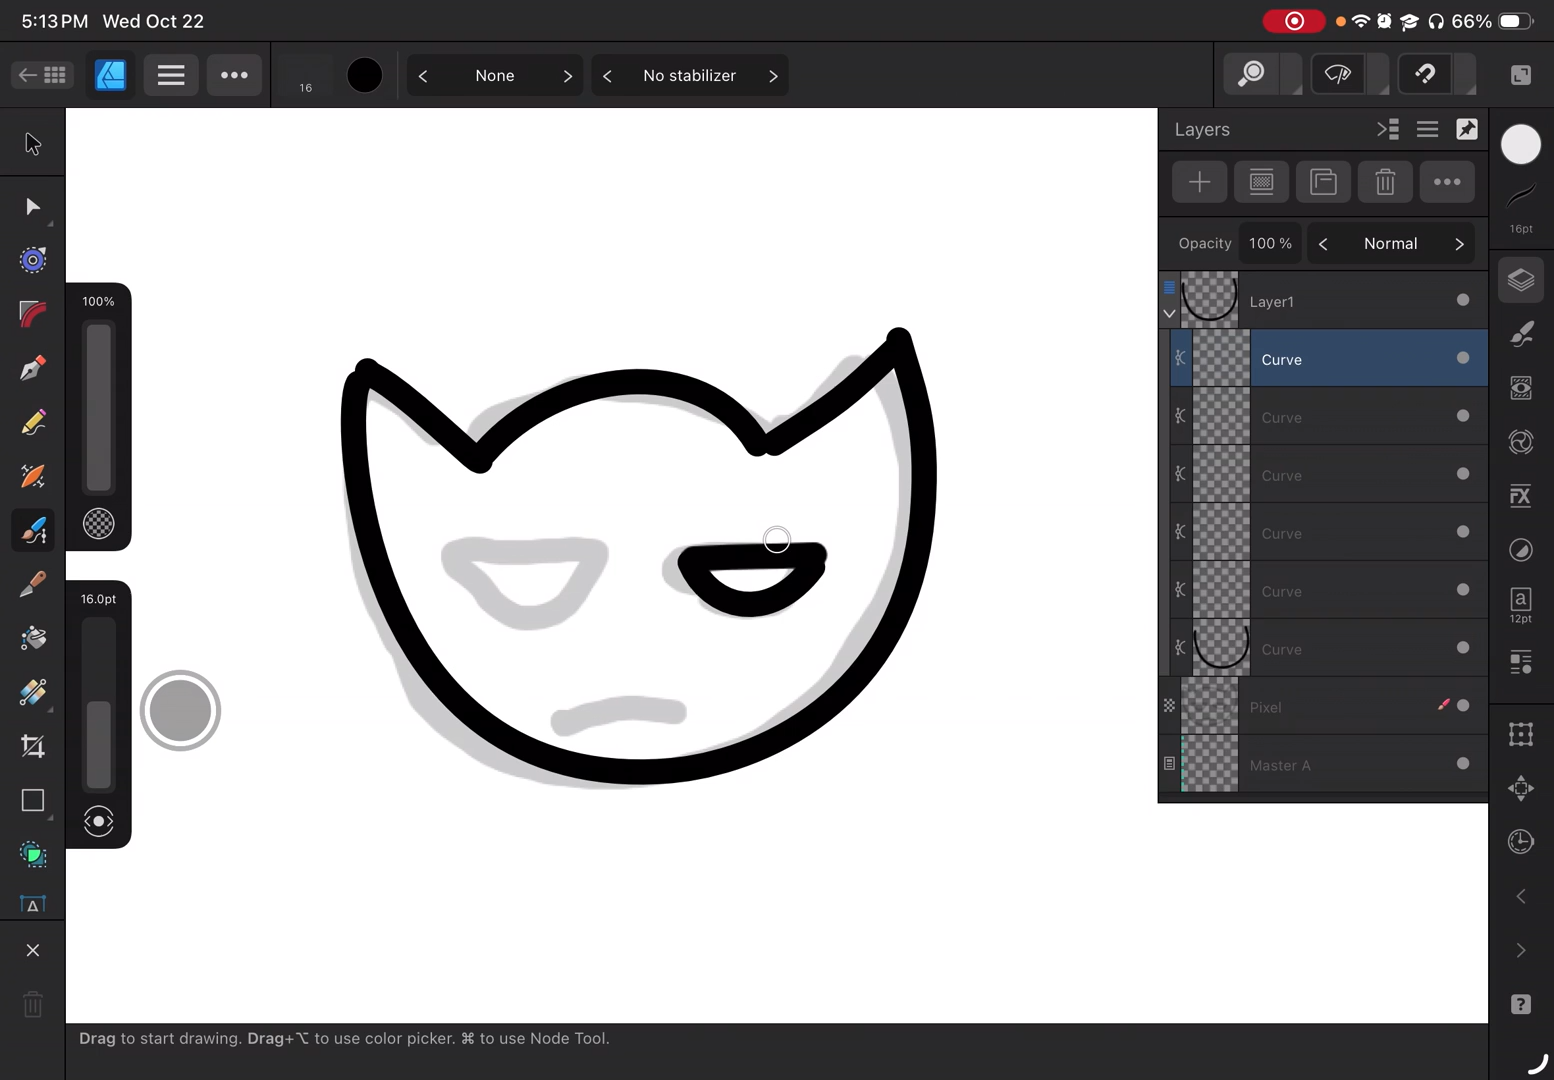 5:13 PM Wed Oct 22
66%
16
None
No stabilizer
Layers
Opacity 100 % Normal
16pt
100%
Layer1
Curve
Curve
Curve
Curve
Curve
Curve
Pixel
Master A
16.0pt
FX
a
12pt
A
?
Drag to start drawing. Drag+⌥ to use color picker. ⌘ to use Node Tool.